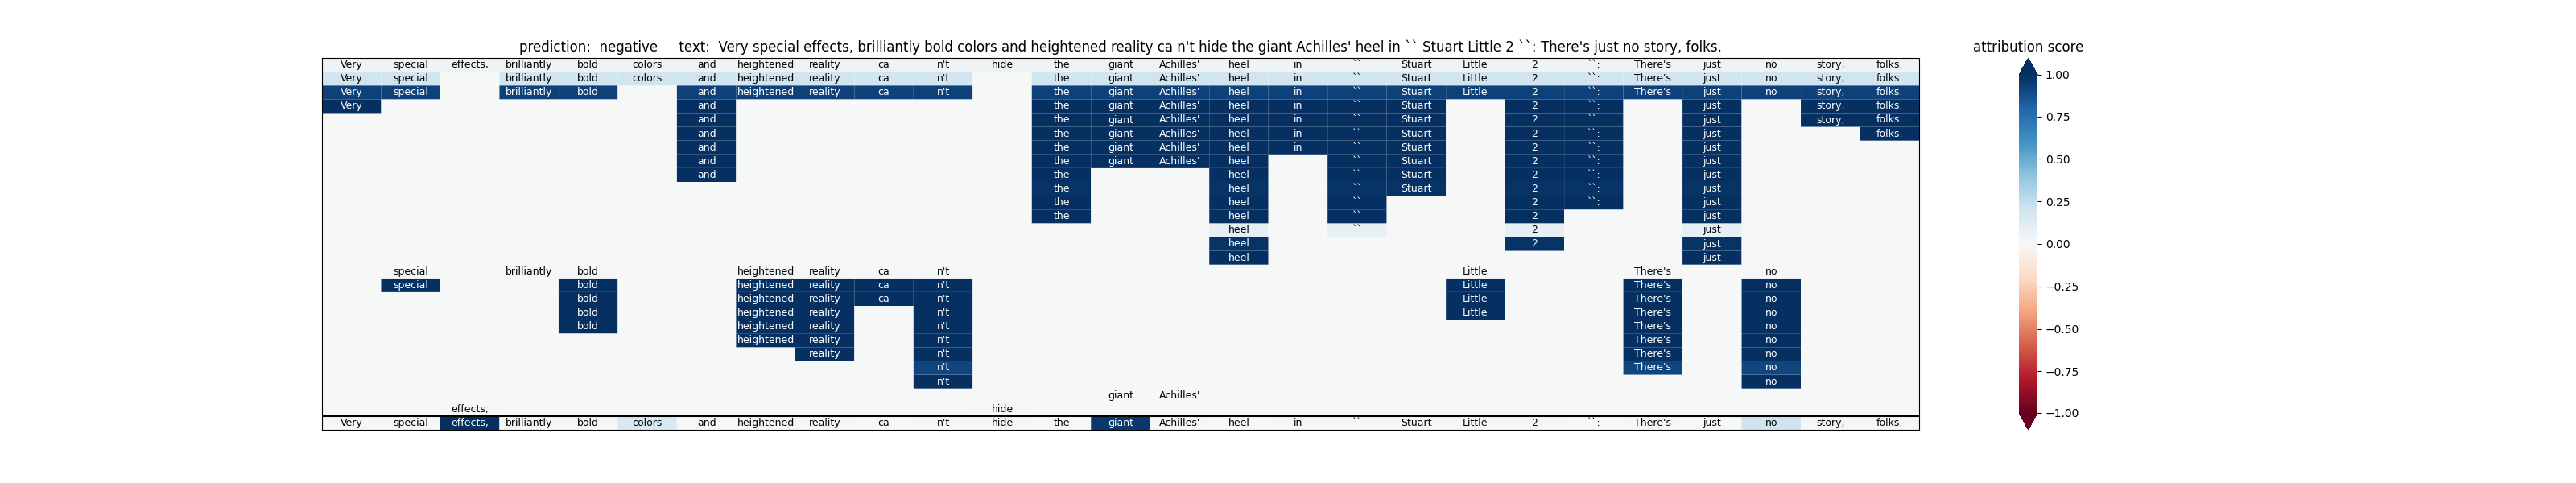 prediction: negative text: Very special effects, brilliantly bold colors and heightened reality ca n't hide the giant Achilles' heel in `` Stuart Little 2 ``: There's just no story, folks.
attribution score
Very special effects, brilliantly bold colors and heightened reality ca n't hide the giant Achilles' heel in `` Stuart Little 2 ``: There's just no story, folks.
Very special brilliantly bold colors and heightened reality ca n't the giant Achilles' heel in `` Stuart Little 2 ``: There's just no story, folks.
Very special brilliantly bold and heightened reality ca n't the giant Achilles' heel in `` Stuart Little 2 ``: There's just no story, folks.
Very and the giant Achilles' heel in `` Stuart 2 ``: just story, folks.
and the giant Achilles' heel in `` Stuart 2 ``: just story, folks.
and the giant Achilles' heel in `` Stuart 2 ``: just folks.
and the giant Achilles' heel in `` Stuart 2 ``: just
and the giant Achilles' heel `` Stuart 2 ``: just
and the heel `` Stuart 2 ``: just
the heel `` Stuart 2 ``: just
the heel `` 2 ``: just
the heel `` 2 just
heel `` 2 just
heel 2 just
heel just
special brilliantly bold heightened reality ca n't Little There's no
special bold heightened reality ca n't Little There's no
bold heightened reality ca n't Little There's no
bold heightened reality n't Little There's no
bold heightened reality n't There's no
heightened reality n't There's no
reality n't There's no
n't There's no
n't no
giant Achilles'
effects, hide
Very special effects, brilliantly bold colors and heightened reality ca n't hide the giant Achilles' heel in `` Stuart Little 2 ``: There's just no story, folks.
1.00
0.75
0.50
0.25
0.00
−0.25
−0.50
−0.75
−1.00